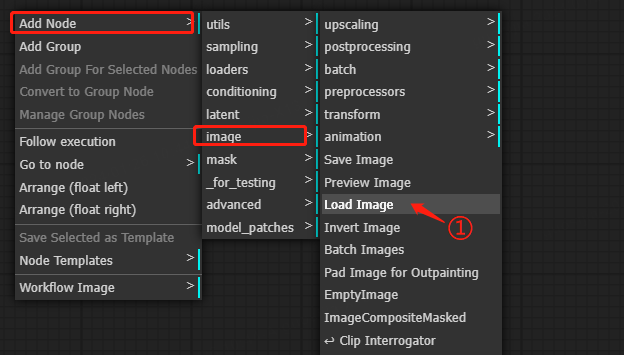 Add Node >
Add Group
Add Group For Selected Nodes
Convert to Group Node
Manage Group Nodes
Follow execution
Go to node >
Arrange (float left)
Arrange (float right)
Save Selected as Template
Node Templates >
Workflow Image >
utils >
sampling >
loaders >
conditioning >
latent >
image >
mask >
_for_testing >
advanced >
model_patches >
upscaling >
postprocessing >
batch >
preprocessors >
transform >
animation >
Save Image
Preview Image
Load Image
①
Invert Image
Batch Images
Pad Image for Outpainting
EmptyImage
ImageCompositeMasked
↩ Clip Interrogator